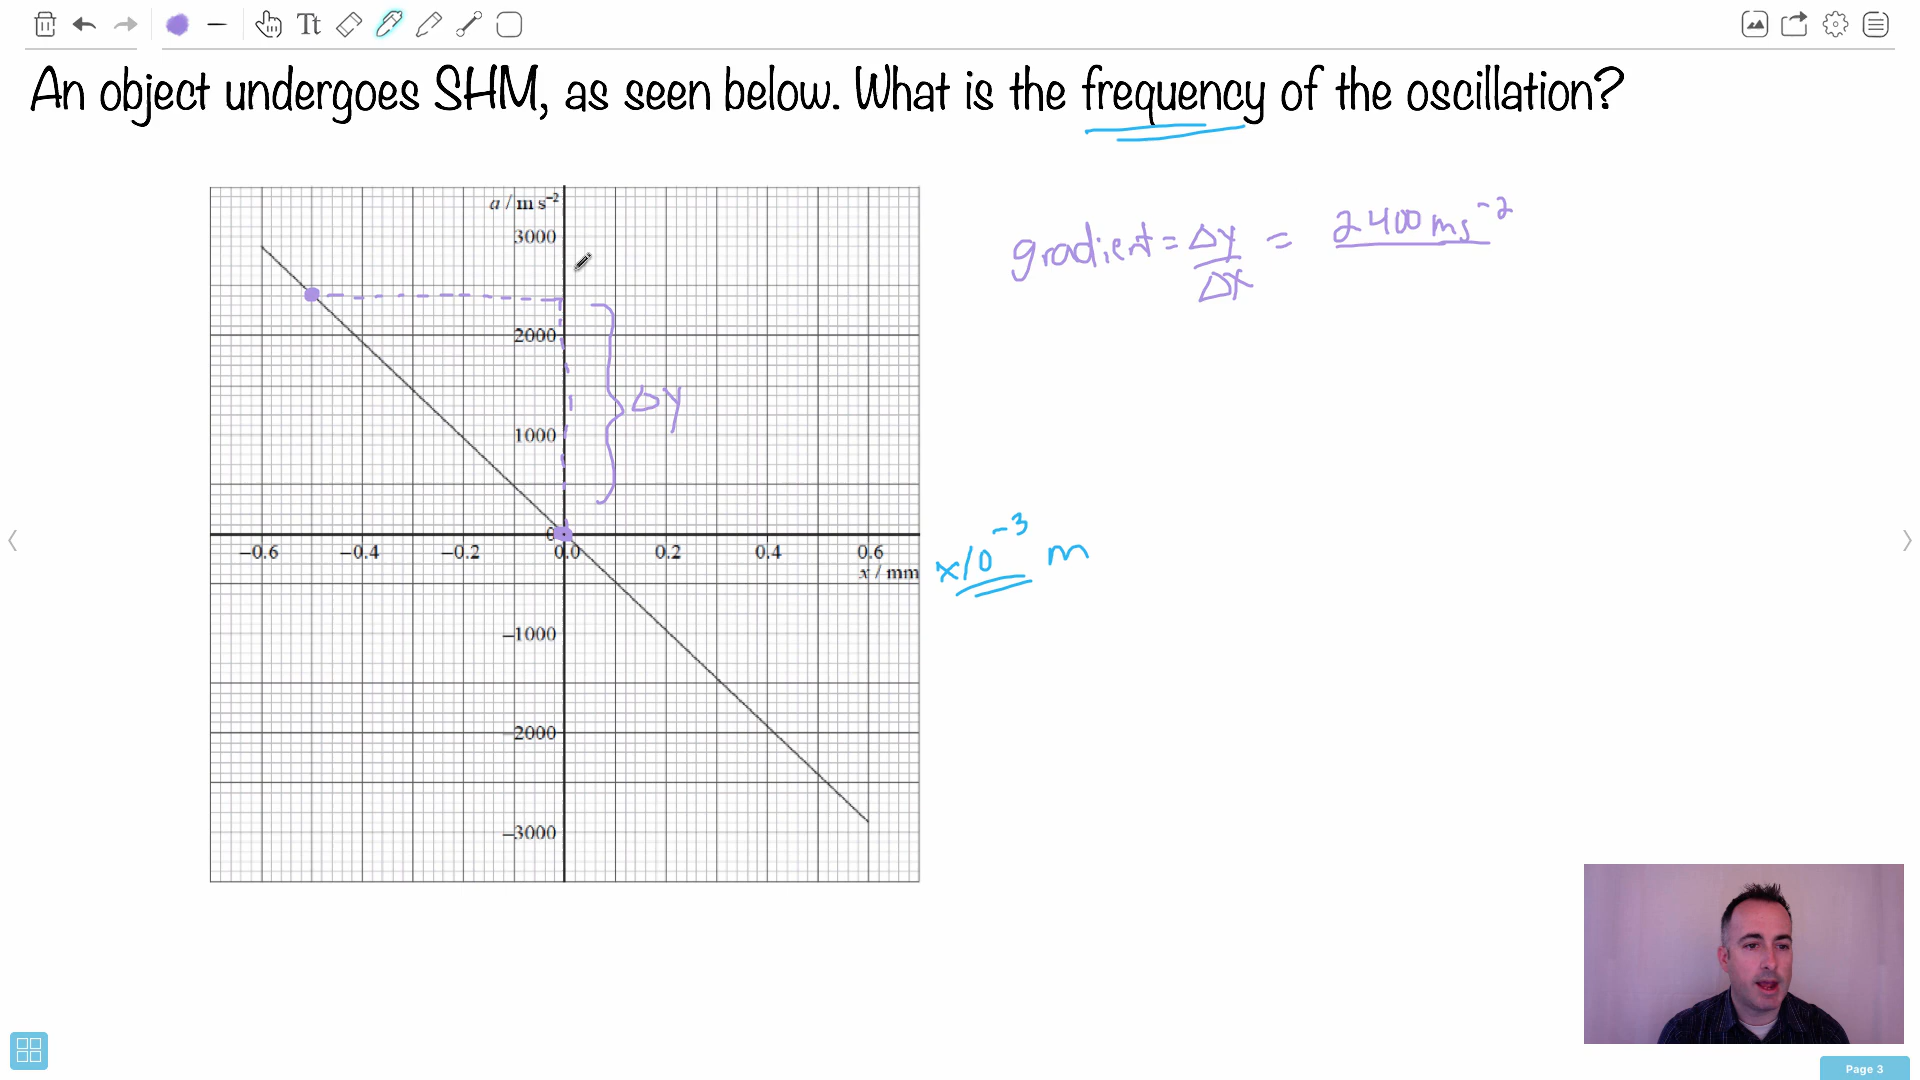 Tt
An object undergoes SHM, as seen below. What is the frequency of the oscillation?
a / m s⁻²
3000
2000
1000
0
−0.6 −0.4 −0.2 0.0 0.2 0.4 0.6
x / mm
−1000
−2000
−3000
Δy
gradient = Δy = 2400 ms⁻²
Δx
x10⁻³ m
Page 3